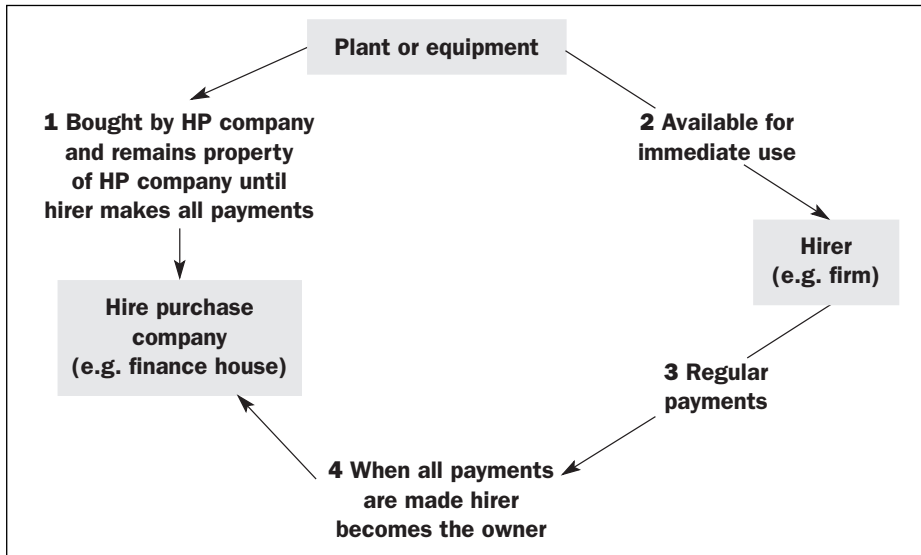 Plant or equipment
1 Bought by HP company
and remains property
of HP company until
hirer makes all payments
2 Available for
immediate use
Hirer
(e.g. firm)
Hire purchase
company
(e.g. finance house)
3 Regular
payments
4 When all payments
are made hirer
becomes the owner